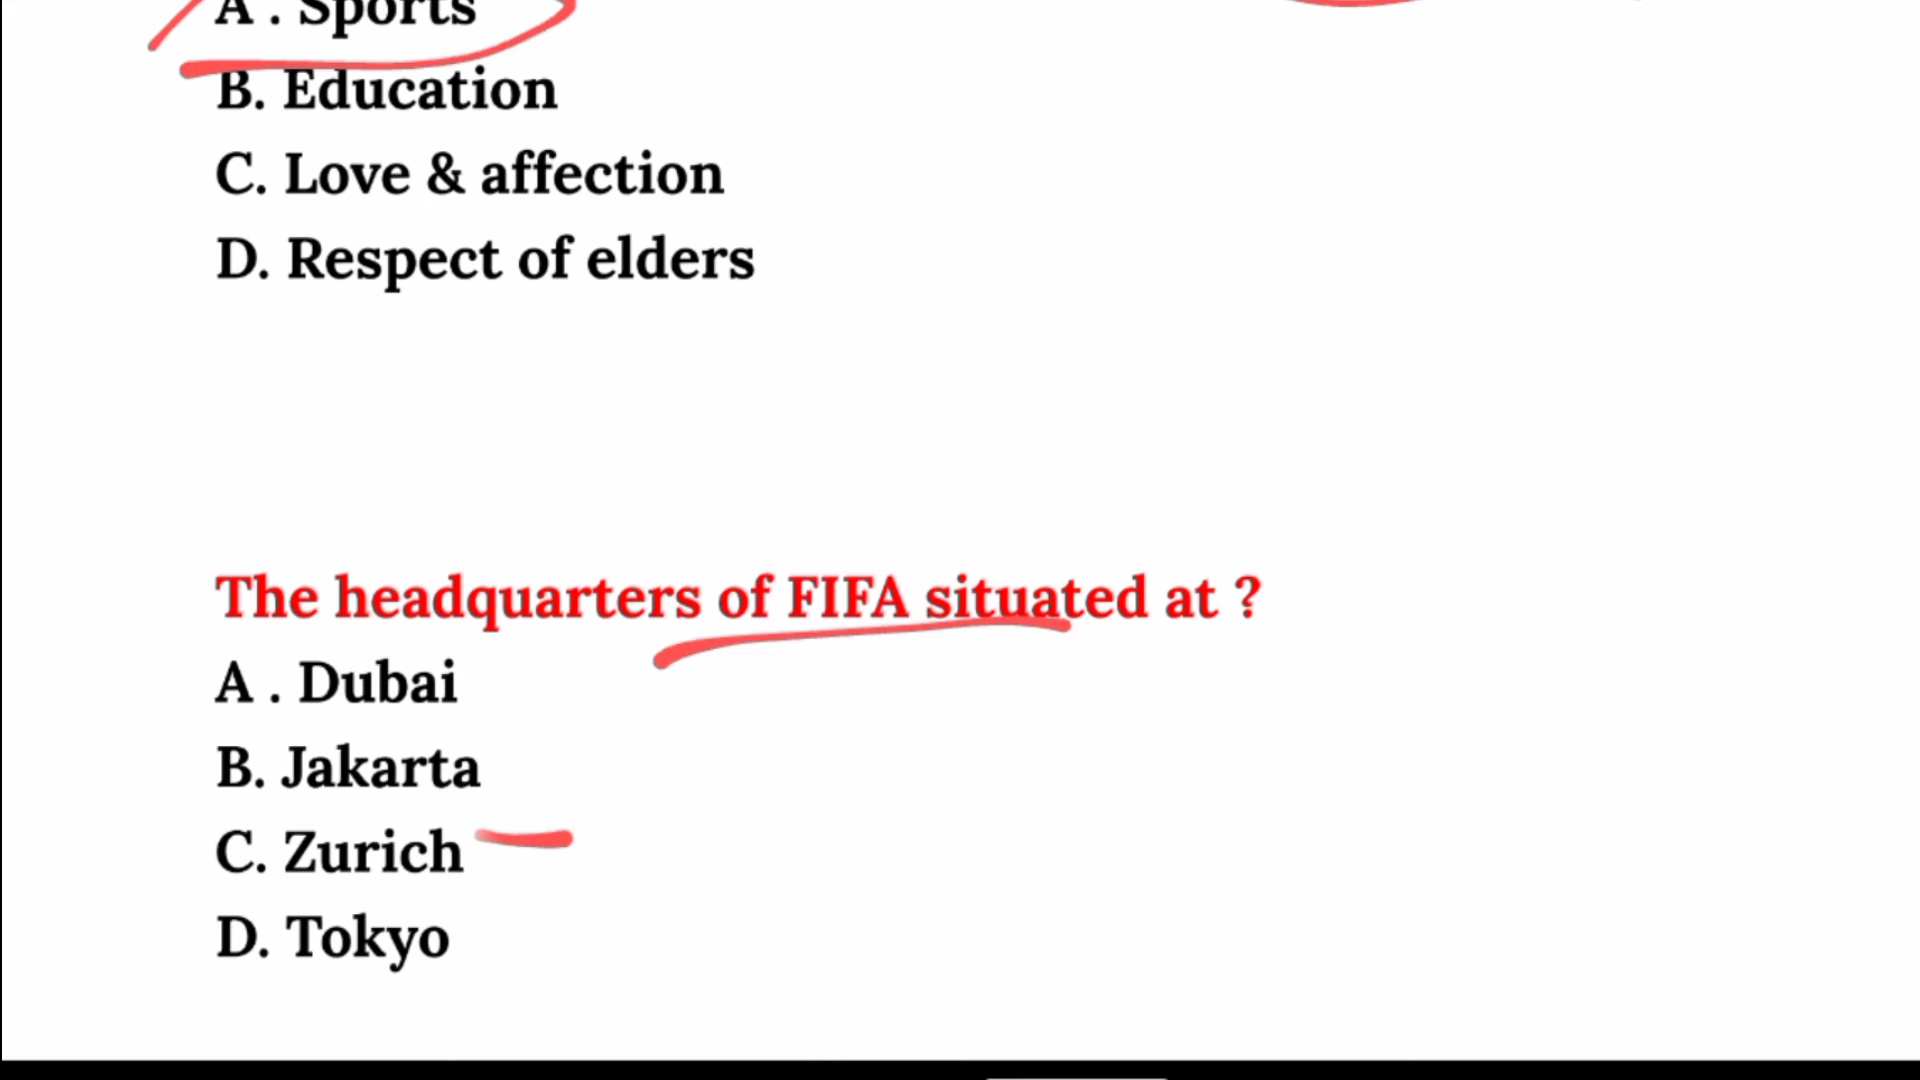 A . Sports
B. Education
C. Love & affection
D. Respect of elders
The headquarters of FIFA situated at ?
A . Dubai
B. Jakarta
C. Zurich
D. Tokyo